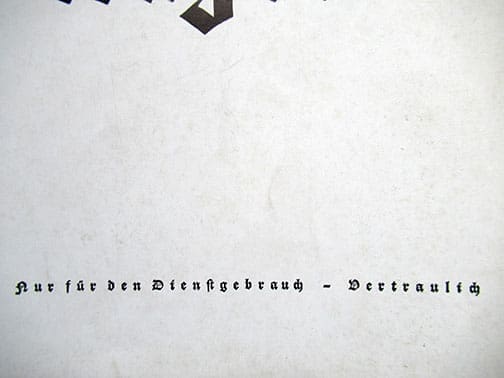 Nur für den Dienstgebrauch - Vertraulich